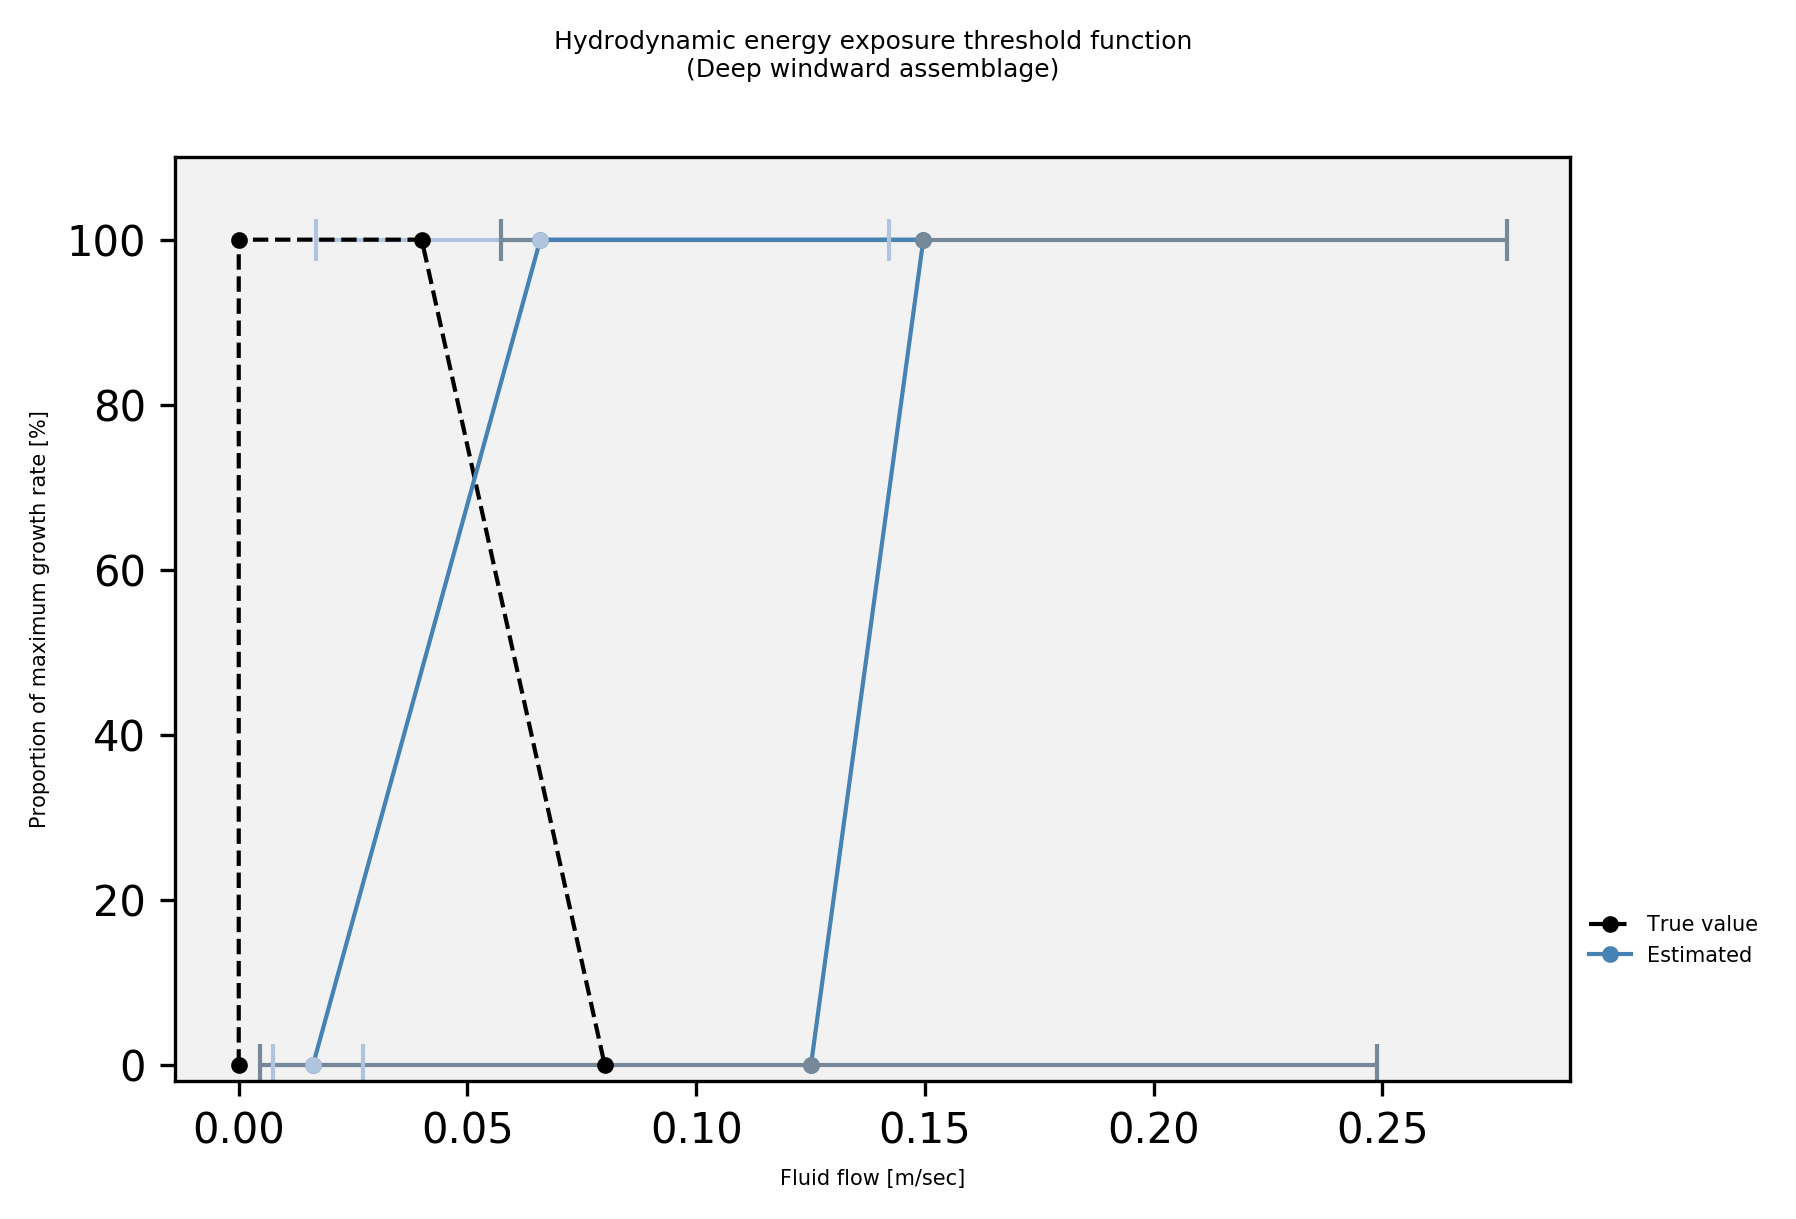 Hydrodynamic energy exposure threshold function
(Deep windward assemblage)
Proportion of maximum growth rate [%]
100
80
60
40
20
0
0.00 0.05 0.10 0.15 0.20 0.25
Fluid flow [m/sec]
True value
Estimated